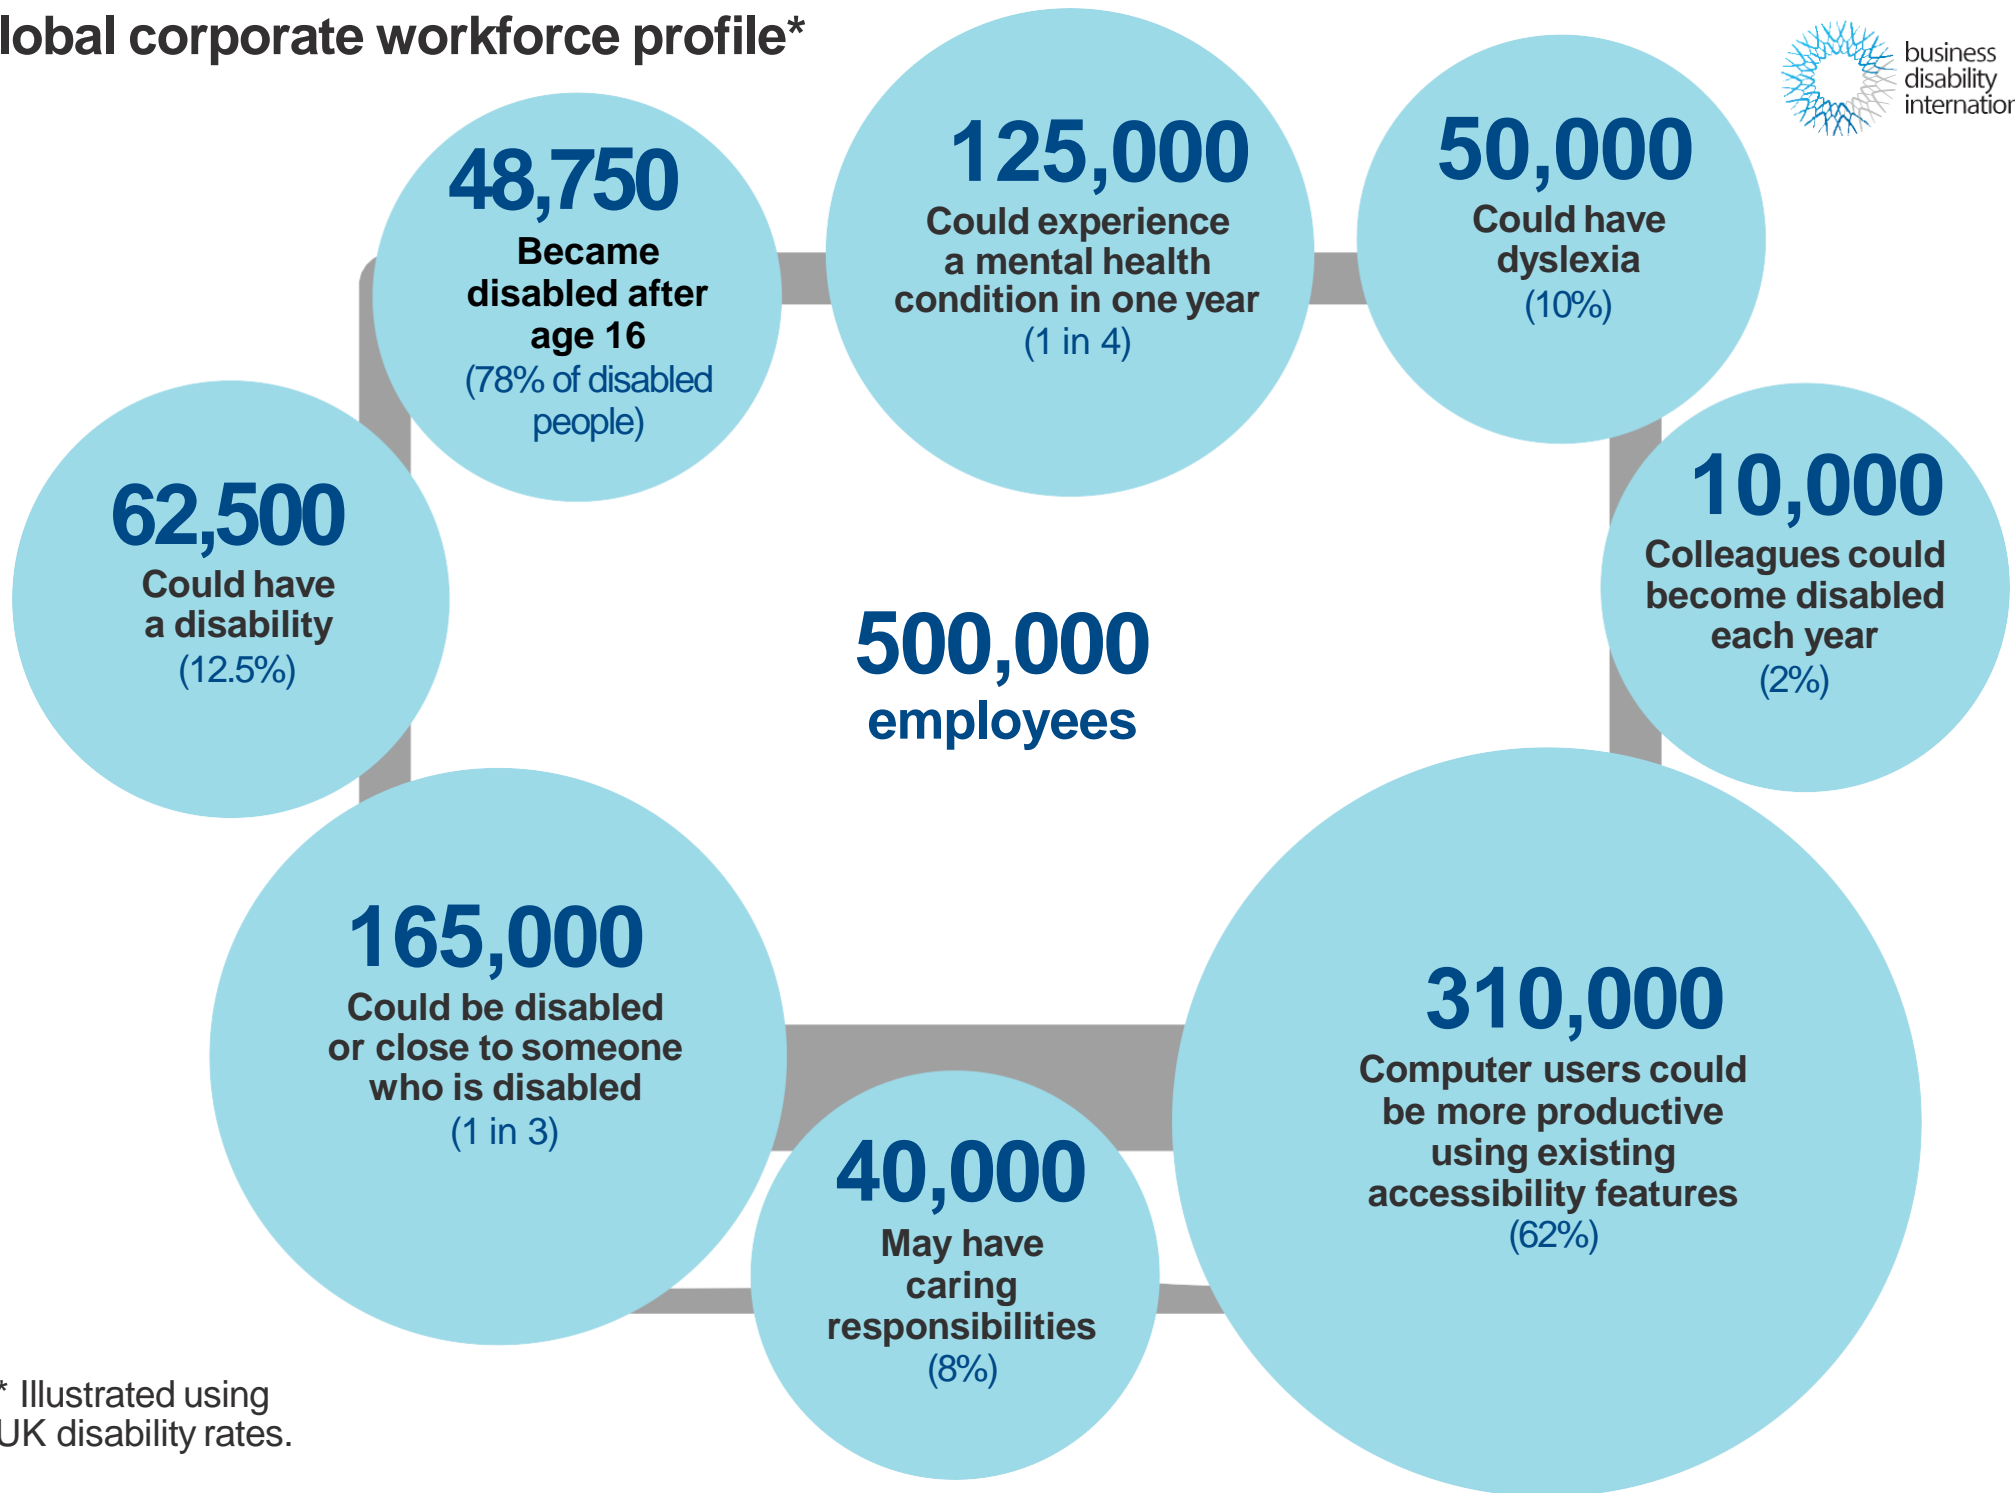 lobal corporate workforce profile*
business
disability
internation
48,750
Became
disabled after
age 16
(78% of disabled
people)
125,000
Could experience
a mental health
condition in one year
(1 in 4)
50,000
Could have
dyslexia
(10%)
62,500
Could have
a disability
(12.5%)
10,000
Colleagues could
become disabled
each year
(2%)
500,000
employees
165,000
Could be disabled
or close to someone
who is disabled
(1 in 3)
310,000
Computer users could
be more productive
using existing
accessibility features
(62%)
40,000
May have
caring
responsibilities
(8%)
* Illustrated using
UK disability rates.